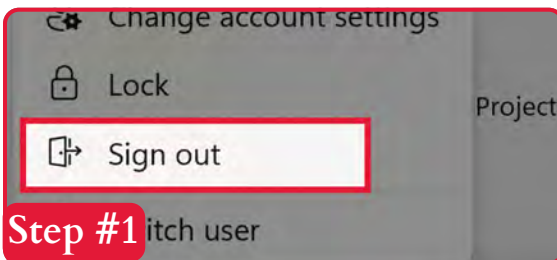 Change account settings
Lock
Project
Sign out
Step #1 itch user